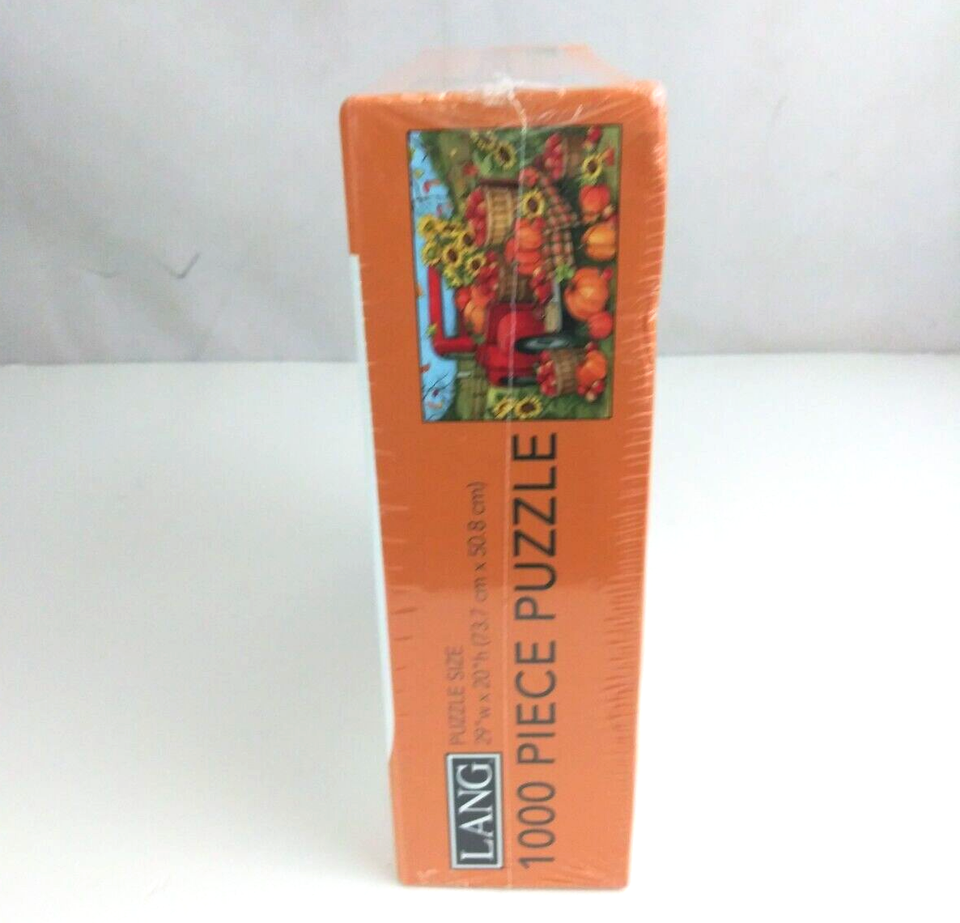 LANG
PUZZLE SIZE
29"w x 20"h (73.7 cm x 50.8 cm)
1000 PIECE PUZZLE